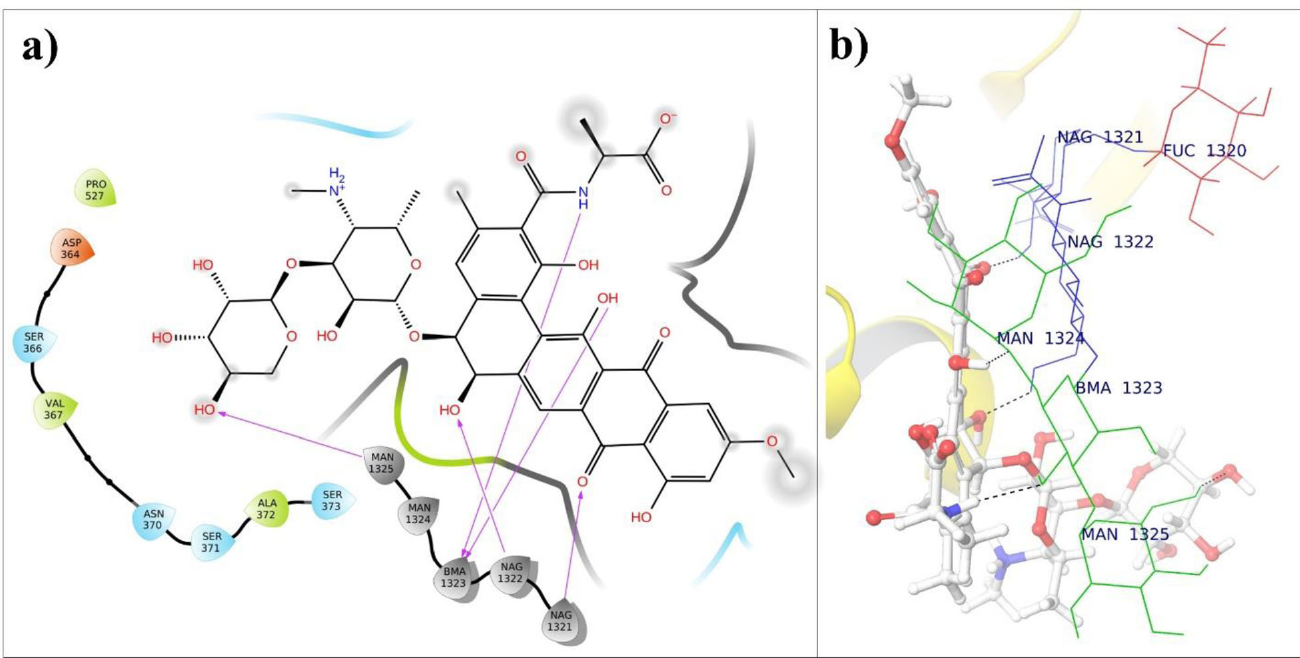 a)
b)
PRO
527
ASP
364
SER
366
VAL
367
ASN
370
SER
371
ALA
372
SER
373
MAN
1325
MAN
1324
BMA
1323
NAG
1322
NAG
1321
H2
N+
O-
O
O
NH
HO
O
O
OH
HO
HO
O
HO
O
OH
O
HO
HO
O
O
HO
NAG 1321
FUC 1320
NAG 1322
MAN 1324
BMA 1323
MAN 1325